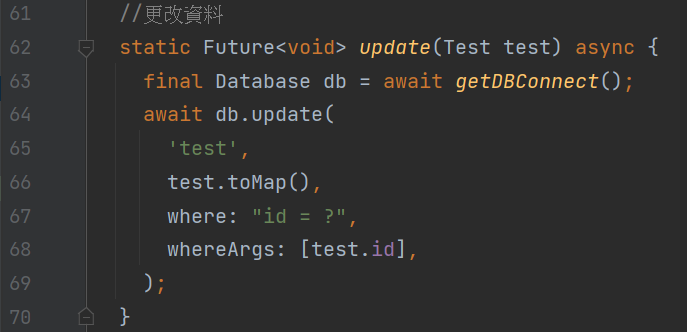 61 //更改資料
62 static Future<void> update(Test test) async {
63 final Database db = await getDBConnect();
64 await db.update(
65 'test',
66 test.toMap(),
67 where: "id = ?",
68 whereArgs: [test.id],
69 );
70 }